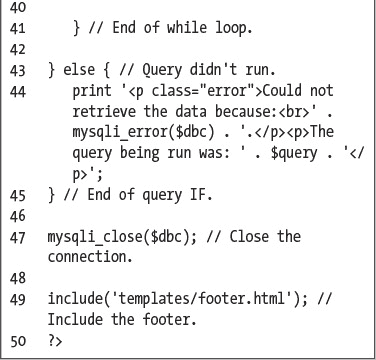 40
41 } // End of while loop.
42
43 } else { // Query didn't run.
44 print '<p class="error">Could not
retrieve the data because:<br>' .
mysqli_error($dbc) . '.</p><p>The
query being run was: ' . $query . '</
p>';
45 } // End of query IF.
46
47 mysqli_close($dbc); // Close the
connection.
48
49 include('templates/footer.html'); //
Include the footer.
50 ?>